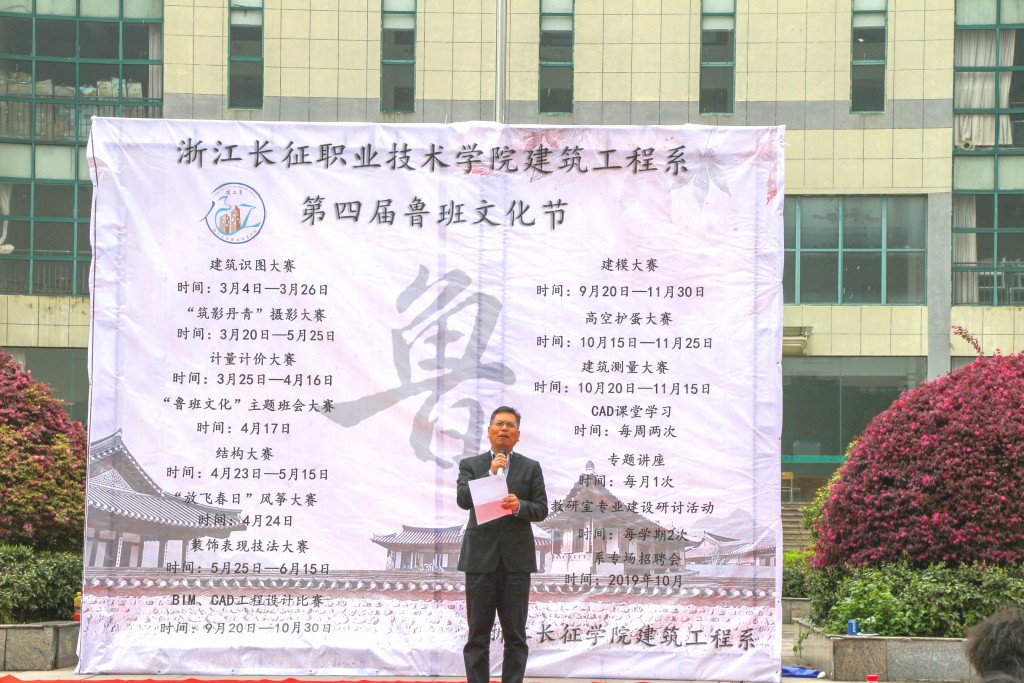 浙江长征职业技术学院建筑工程系
建工系
第四届鲁班文化节
鲁
建筑识图大赛
时间：3月4日—3月26日
“筑影丹青”摄影大赛
时间：3月20日—5月25日
计量计价大赛
时间：3月25日—4月16日
“鲁班文化”主题班会大赛
时间：4月17日
结构大赛
时间：4月23日—5月15日
“放飞春日”风筝大赛
时间：4月24日
装饰表现技法大赛
时间：5月25日—6月15日
BIM、CAD工程设计比赛
时间：9月20日—10月30日
建模大赛
时间：9月20日—11月30日
高空护蛋大赛
时间：10月15日—11月25日
建筑测量大赛
时间：10月20日—11月15日
CAD课堂学习
时间：每周两次
专题讲座
时间：每月1次
教研室专业建设研讨活动
时间：每学期2次
系专场招聘会
时间：2019年10月
长征学院建筑工程系